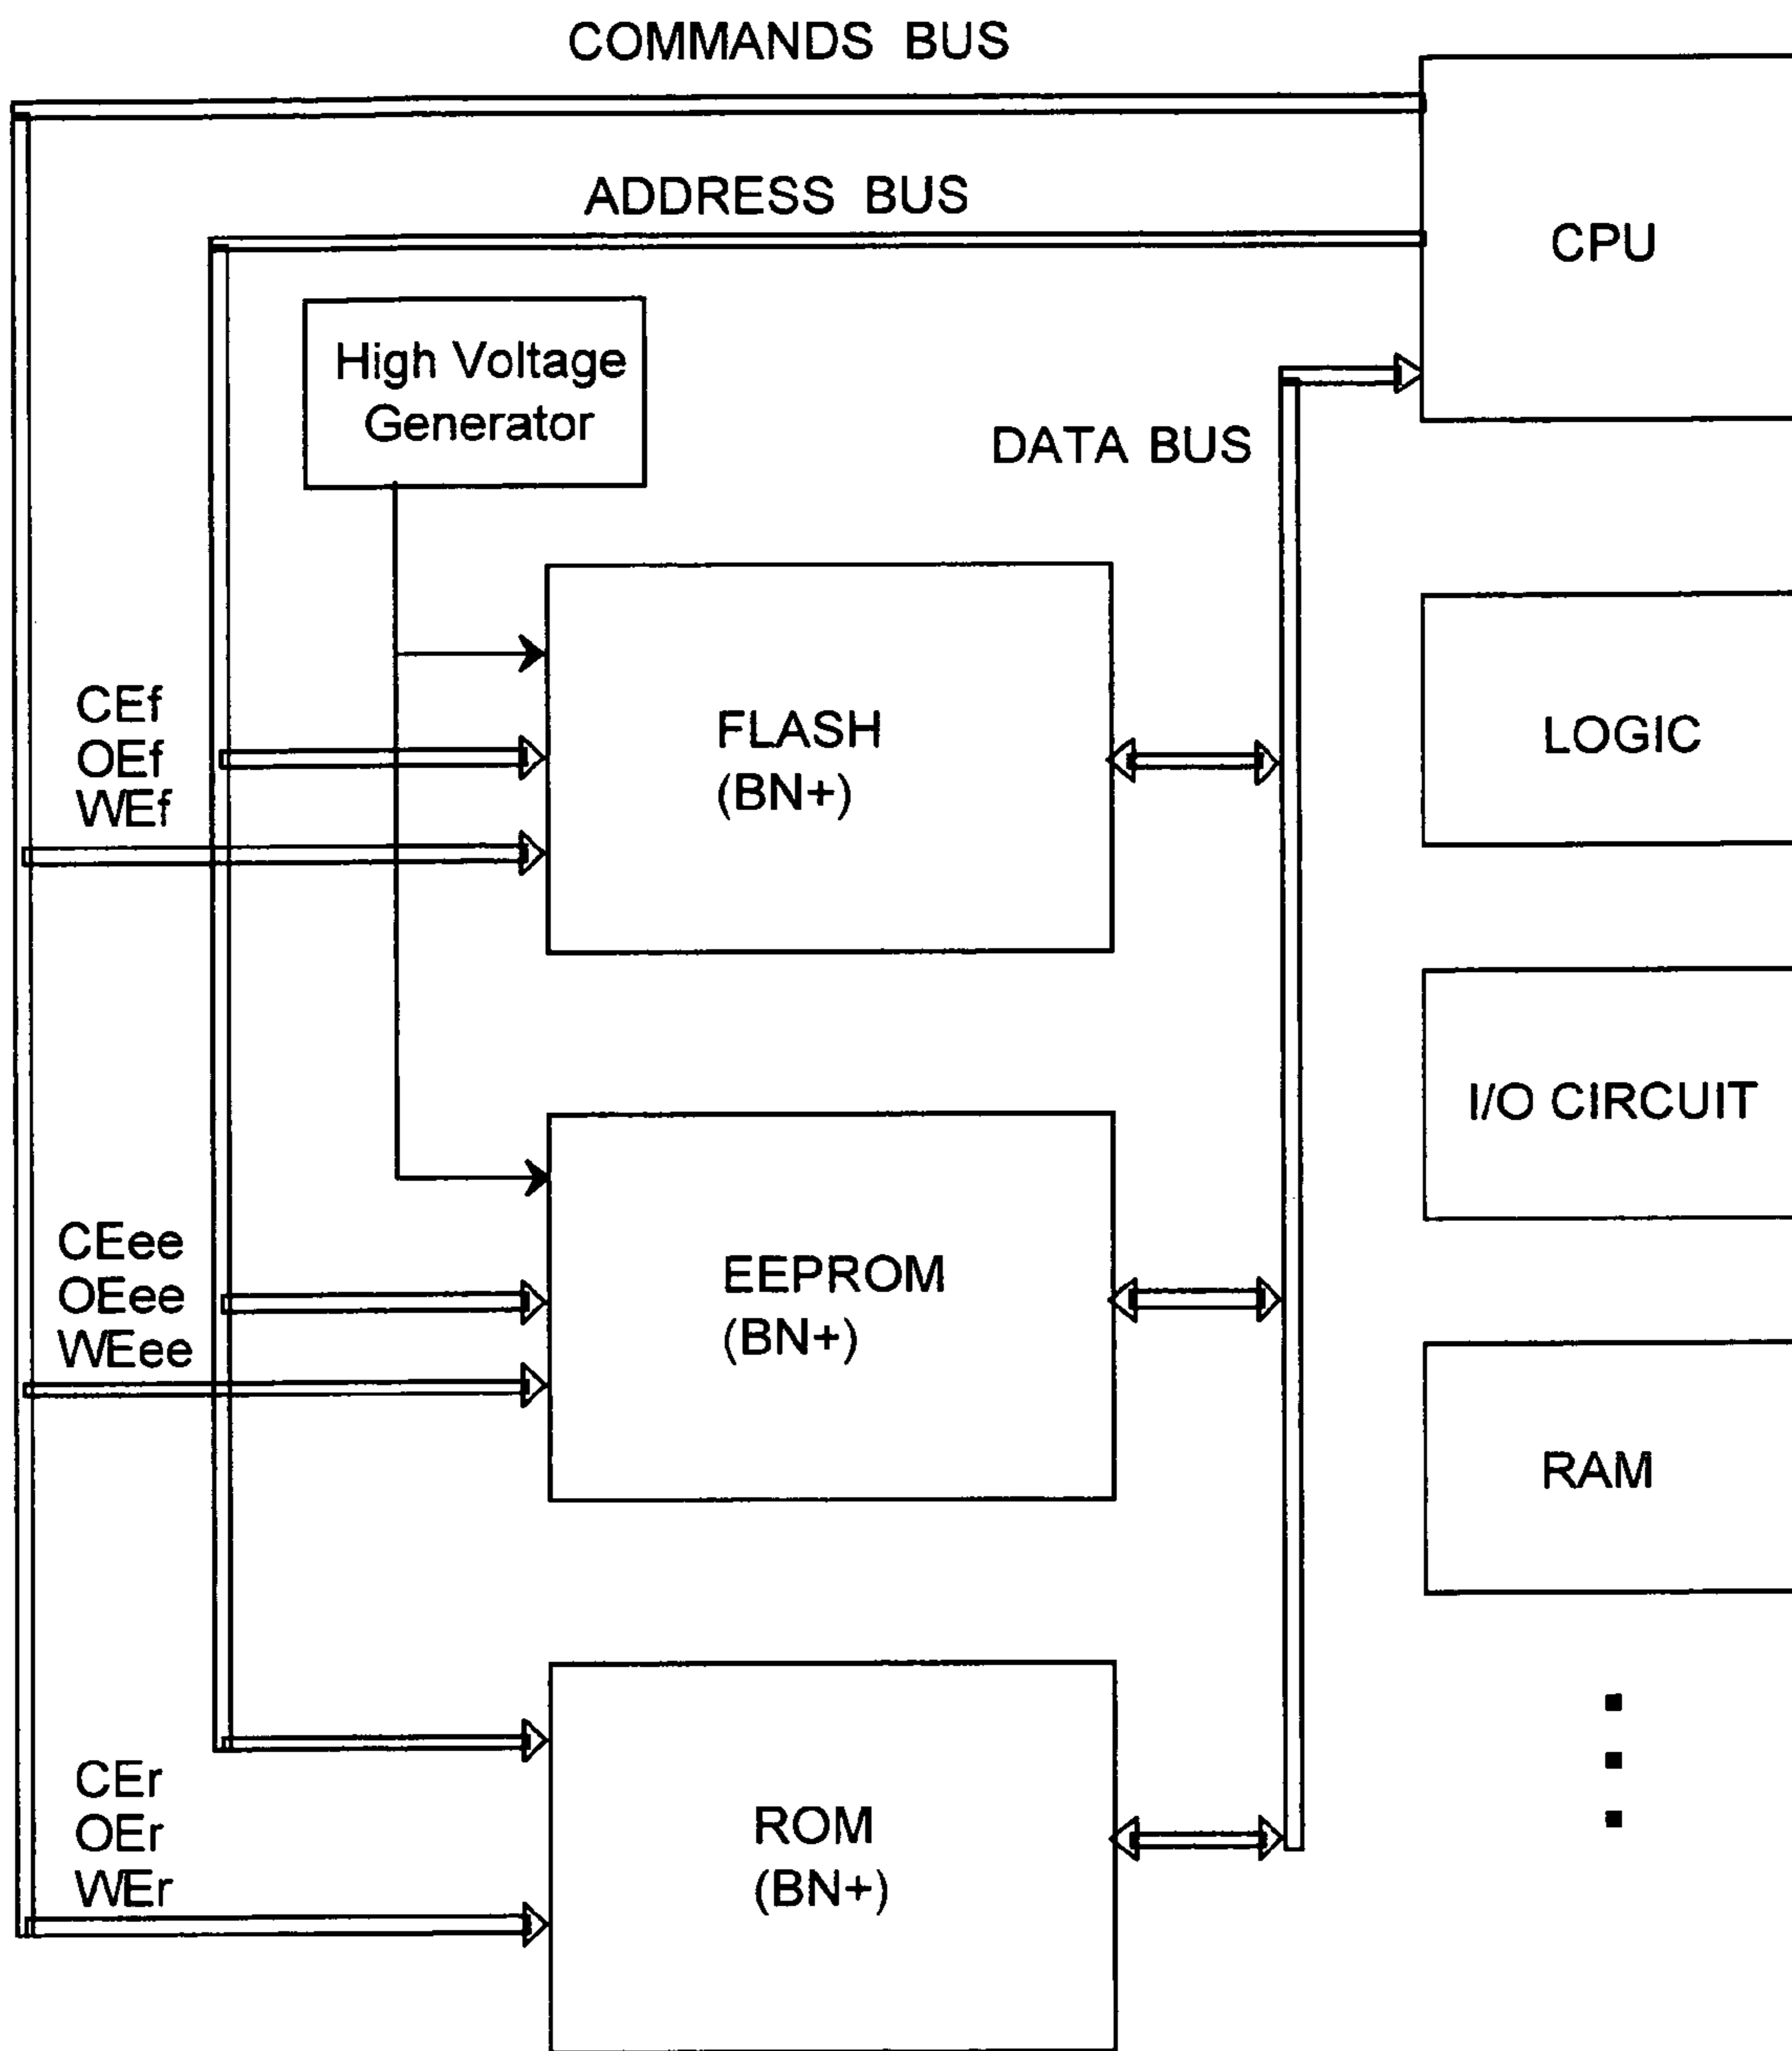 COMMANDS BUS
ADDRESS BUS
CPU
High Voltage
Generator
DATA BUS
CEf
OEf
WEf
FLASH
(BN+)
LOGIC
I/O CIRCUIT
CEee
OEee
WEee
EEPROM
(BN+)
RAM
CEr
OEr
WEr
ROM
(BN+)